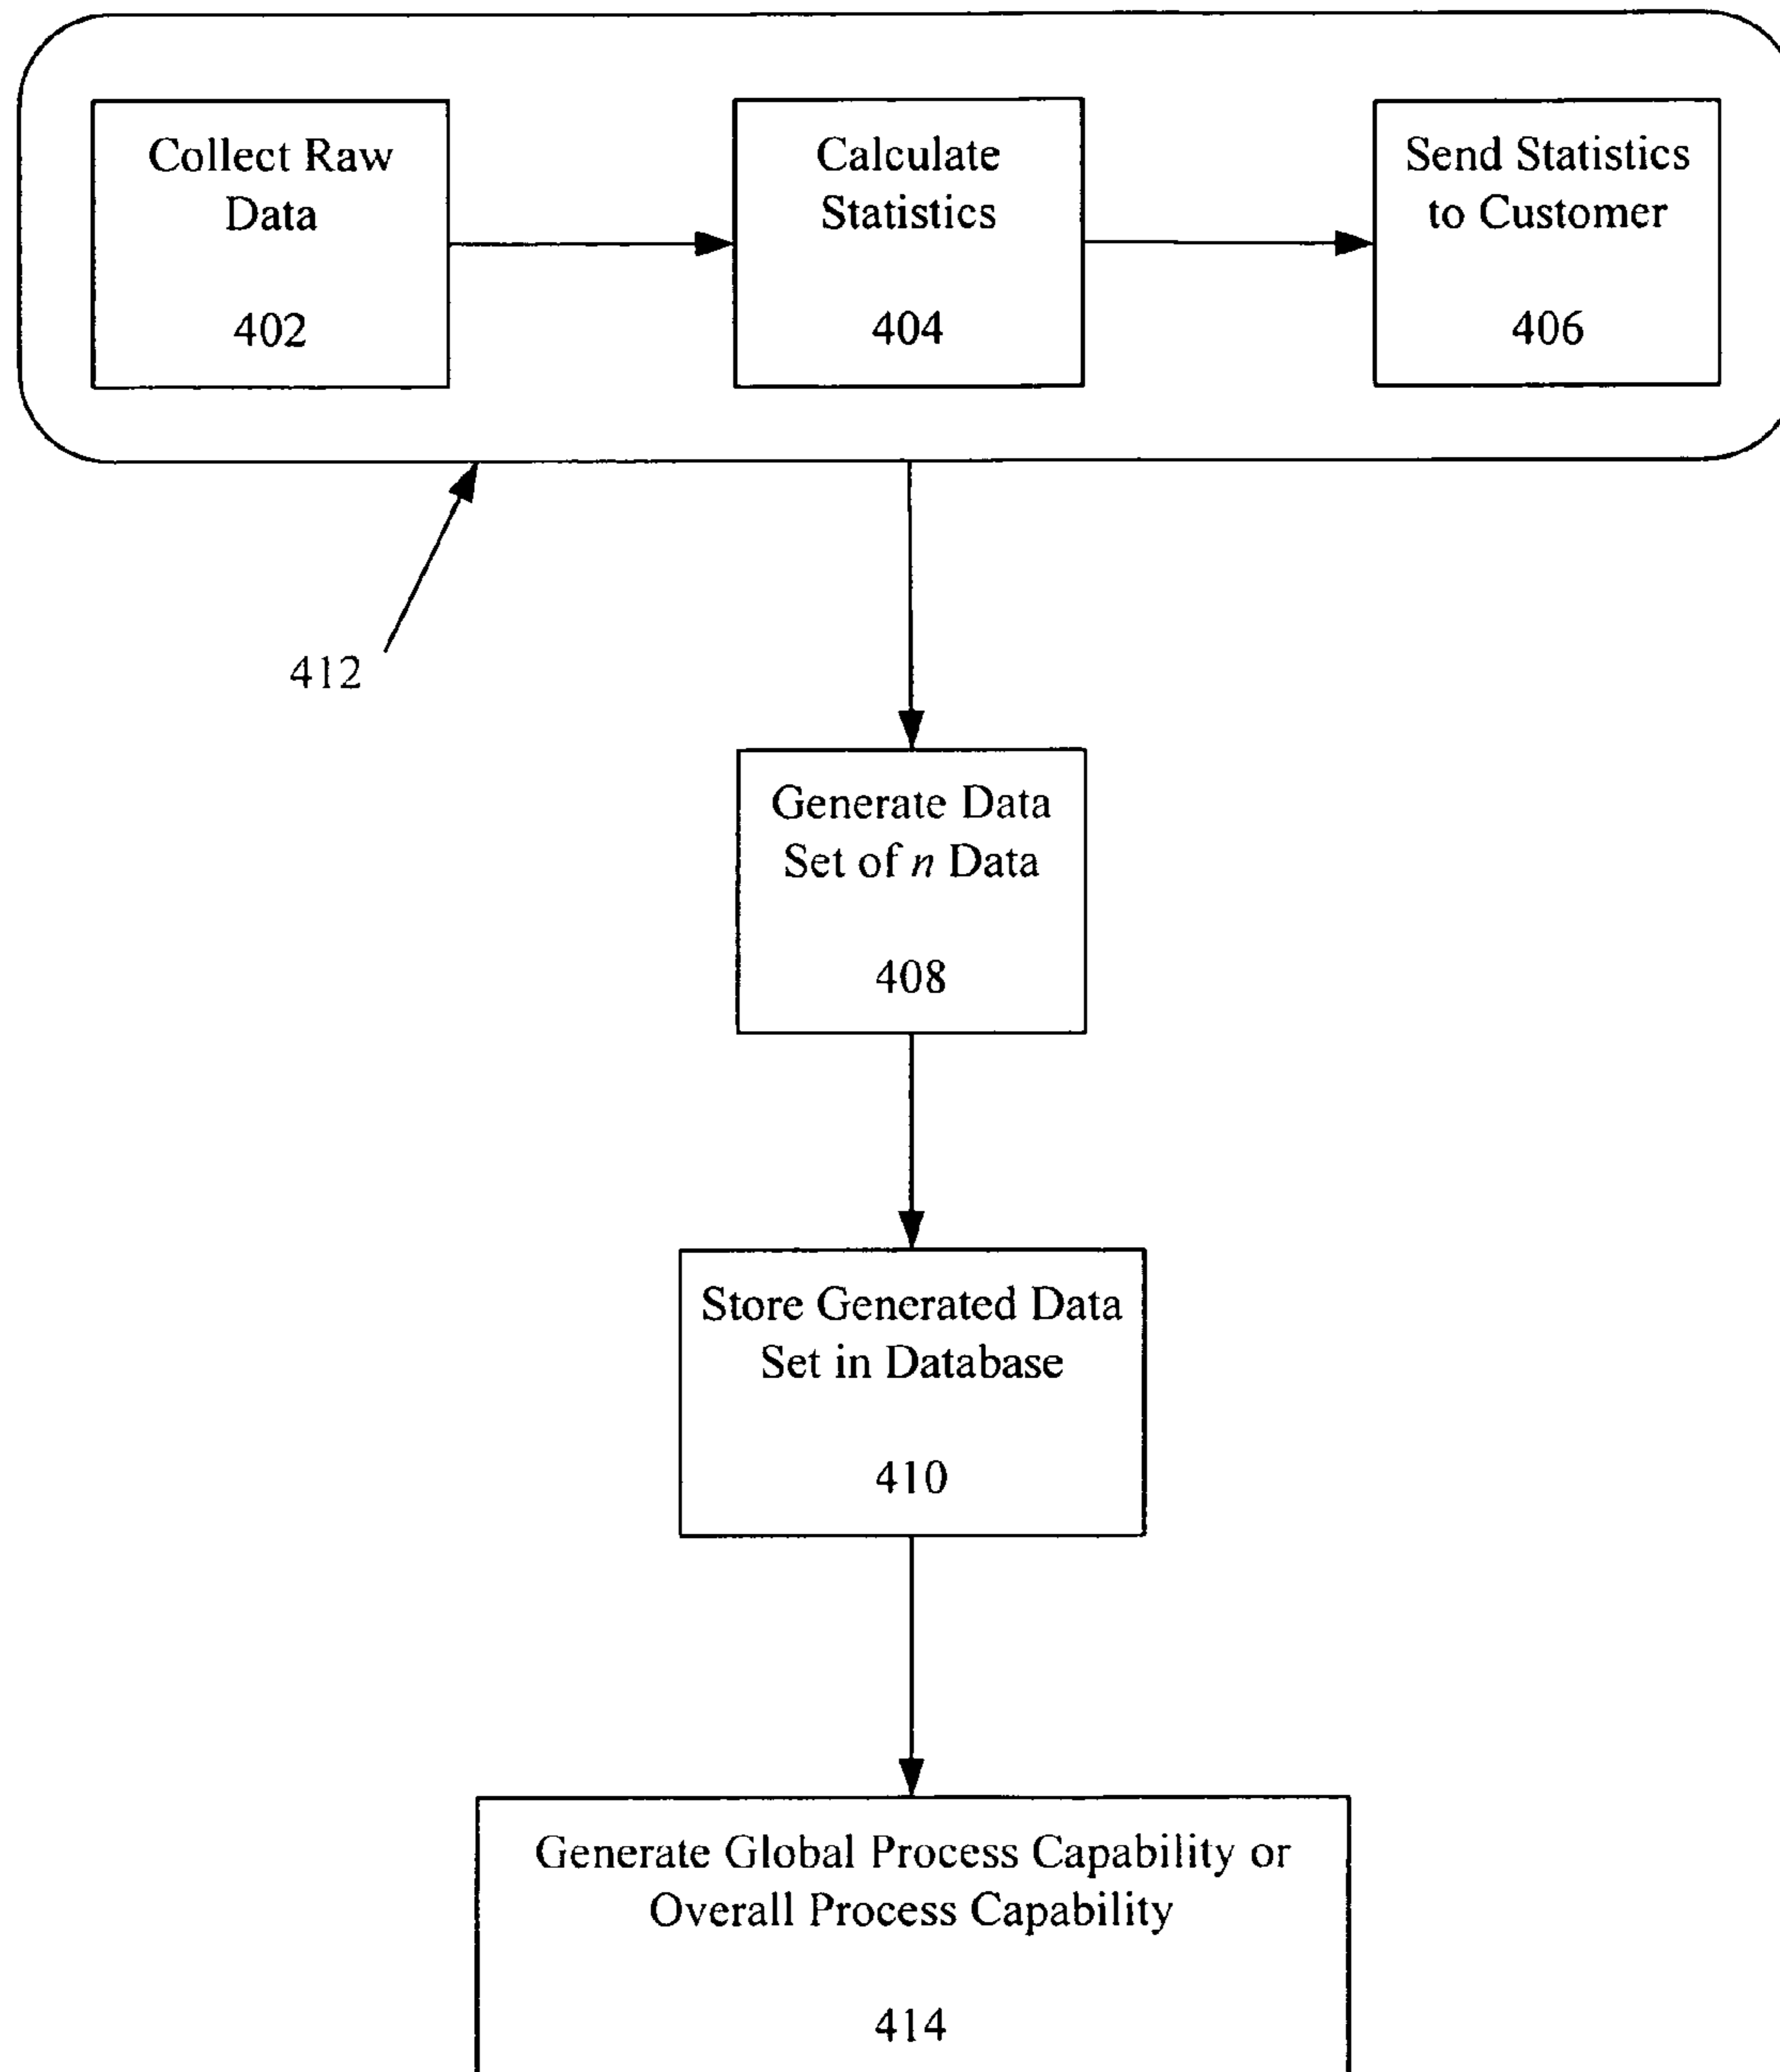 Collect Raw
Data
402
Calculate
Statistics
404
Send Statistics
to Customer
406
412
Generate Data
Set of n Data
408
Store Generated Data
Set in Database
410
Generate Global Process Capability or
Overall Process Capability
414